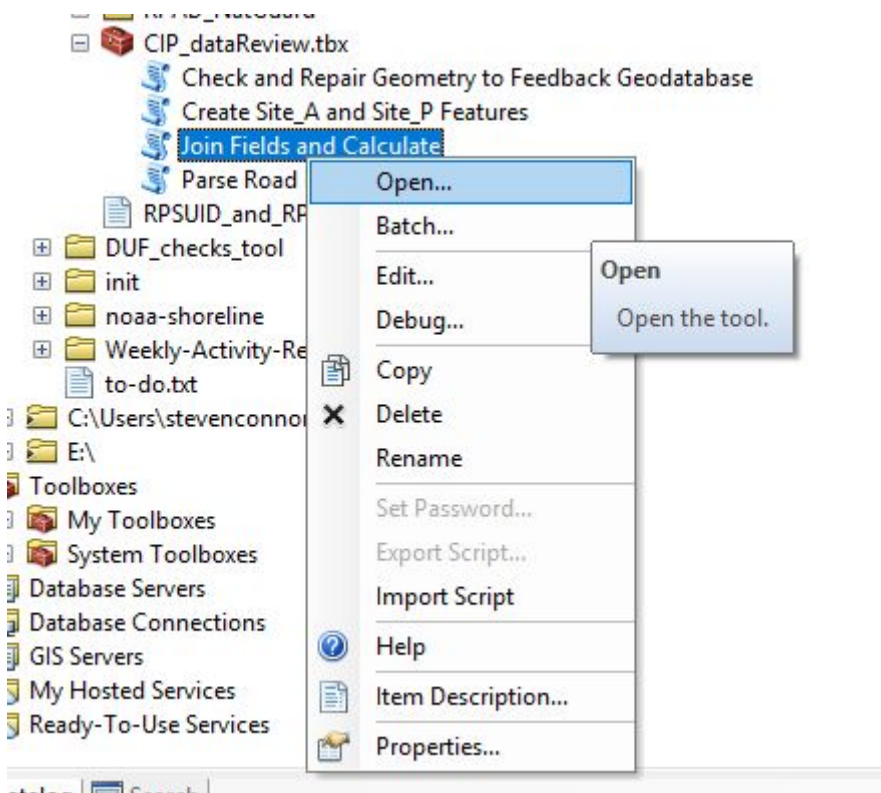 CIP_dataReview.tbx
Check and Repair Geometry to Feedback Geodatabase
Create Site_A and Site_P Features
Join Fields and Calculate
Parse Road
RPSUID_and_RP
DUF_checks_tool
init
noaa-shoreline
Weekly-Activity-Re
to-do.txt
C:\Users\stevenconnor
E:\
Toolboxes
My Toolboxes
System Toolboxes
Database Servers
Database Connections
GIS Servers
My Hosted Services
Ready-To-Use Services
Open...
Batch...
Edit...
Debug...
Copy
Delete
Rename
Set Password...
Export Script...
Import Script
Help
Item Description...
Properties...
Open
Open the tool.